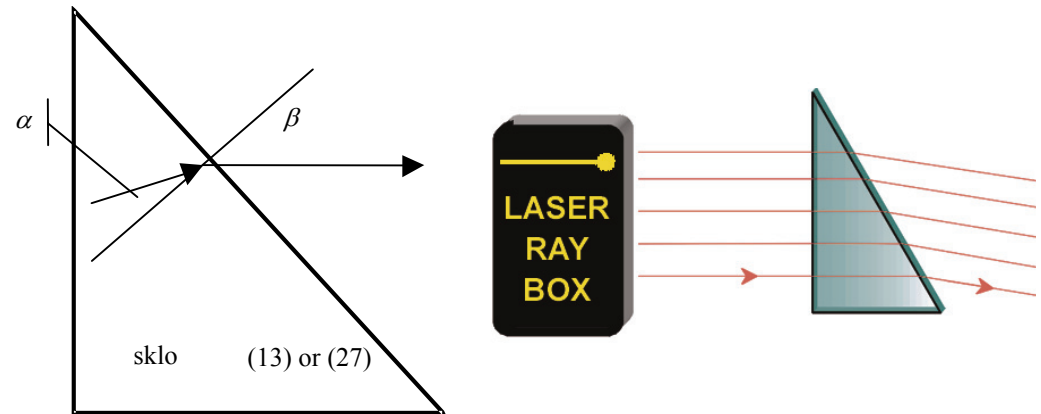 α
β
sklo (13) or (27)
LASER
RAY
BOX